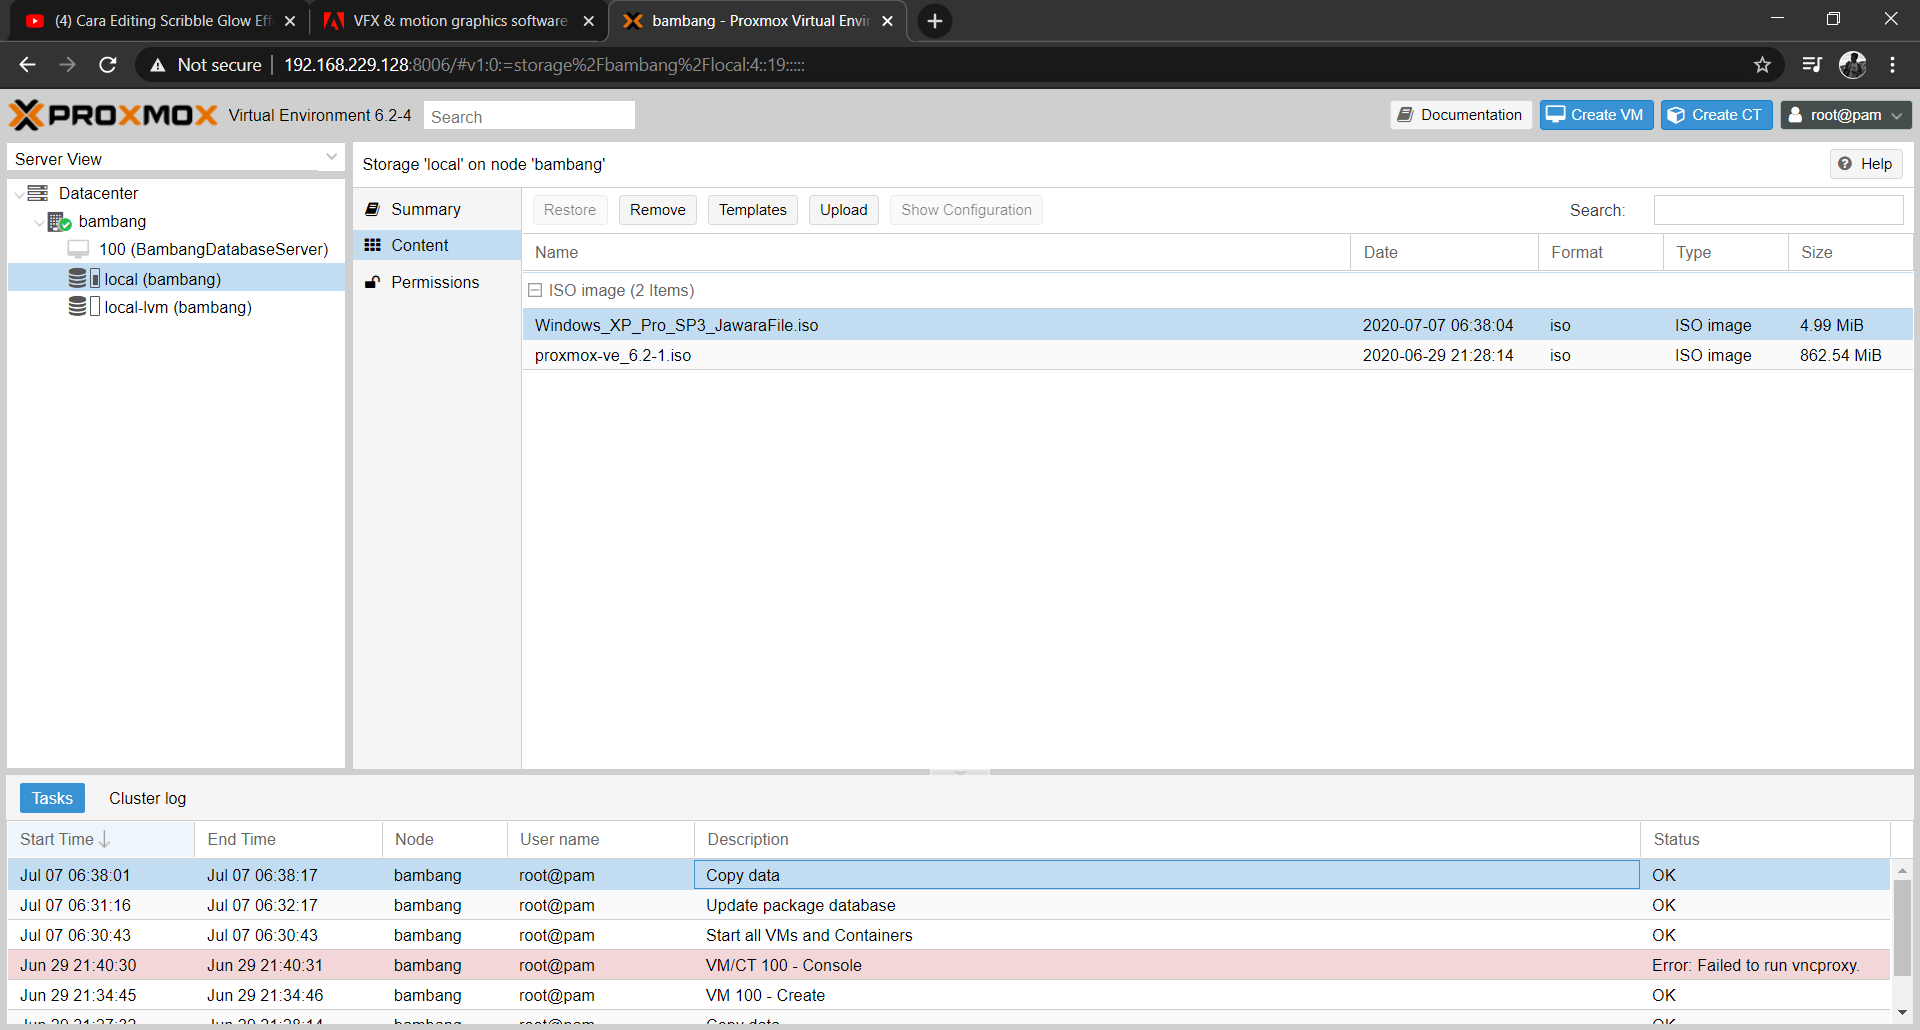 (4) Cara Editing Scribble Glow Eff
VFX & motion graphics software
bambang - Proxmox Virtual Envir
Not secure
192.168.229.128:8006/#v1:0:=storage%2Fbambang%2Flocal:4::19:::::
PROXMOX Virtual Environment 6.2-4 Search
Documentation Create VM Create CT root@pam
Server View
Storage 'local' on node 'bambang' Help
Datacenter
bambang
100 (BambangDatabaseServer)
local (bambang)
local-lvm (bambang)
Summary
Content
Permissions
Restore Remove Templates Upload Show Configuration Search:
Name Date Format Type Size
ISO image (2 Items)
Windows_XP_Pro_SP3_JawaraFile.iso 2020-07-07 06:38:04 iso ISO image 4.99 MiB
proxmox-ve_6.2-1.iso 2020-06-29 21:28:14 iso ISO image 862.54 MiB
Tasks Cluster log
Start Time End Time Node User name Description Status
Jul 07 06:38:01 Jul 07 06:38:17 bambang root@pam Copy data OK
Jul 07 06:31:16 Jul 07 06:32:17 bambang root@pam Update package database OK
Jul 07 06:30:43 Jul 07 06:30:43 bambang root@pam Start all VMs and Containers OK
Jun 29 21:40:30 Jun 29 21:40:31 bambang root@pam VM/CT 100 - Console Error: Failed to run vncproxy.
Jun 29 21:34:45 Jun 29 21:34:46 bambang root@pam VM 100 - Create OK
bambang root@pam Copy data OK